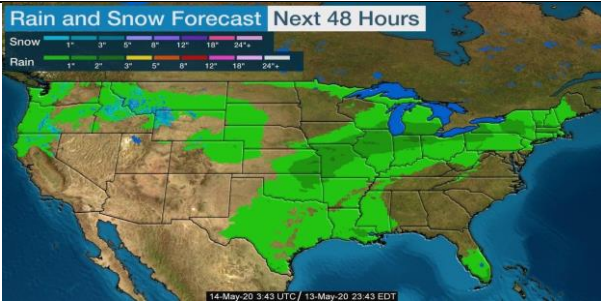 Rain and Snow Forecast Next 48 Hours
Snow 1" 3" 5" 8" 12" 18" 24"+
Rain 1" 2" 3" 5" 8" 12" 18" 24"+
14-May-20 3:43 UTC / 13-May-20 23:43 EDT